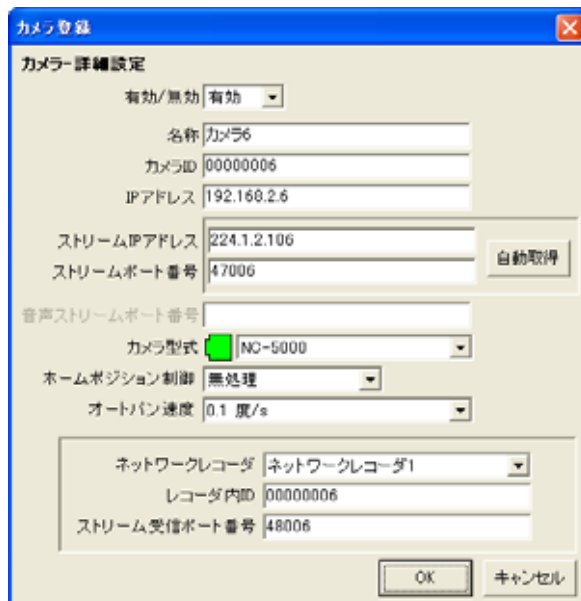 カメラ登録
カメラー詳細設定
有効/無効 有効
名称 カメラ6
カメラID 00000006
IPアドレス 192.168.2.6
ストリームIPアドレス 224.1.2.106
ストリームポート番号 47006
自動取得
音声ストリームポート番号
カメラ型式 NC-5000
ホームポジション制御 無処理
オートパン速度 0.1 度/s
ネットワークレコーダ ネットワークレコーダ1
レコーダ内ID 00000006
ストリーム受信ポート番号 48006
OK キャンセル